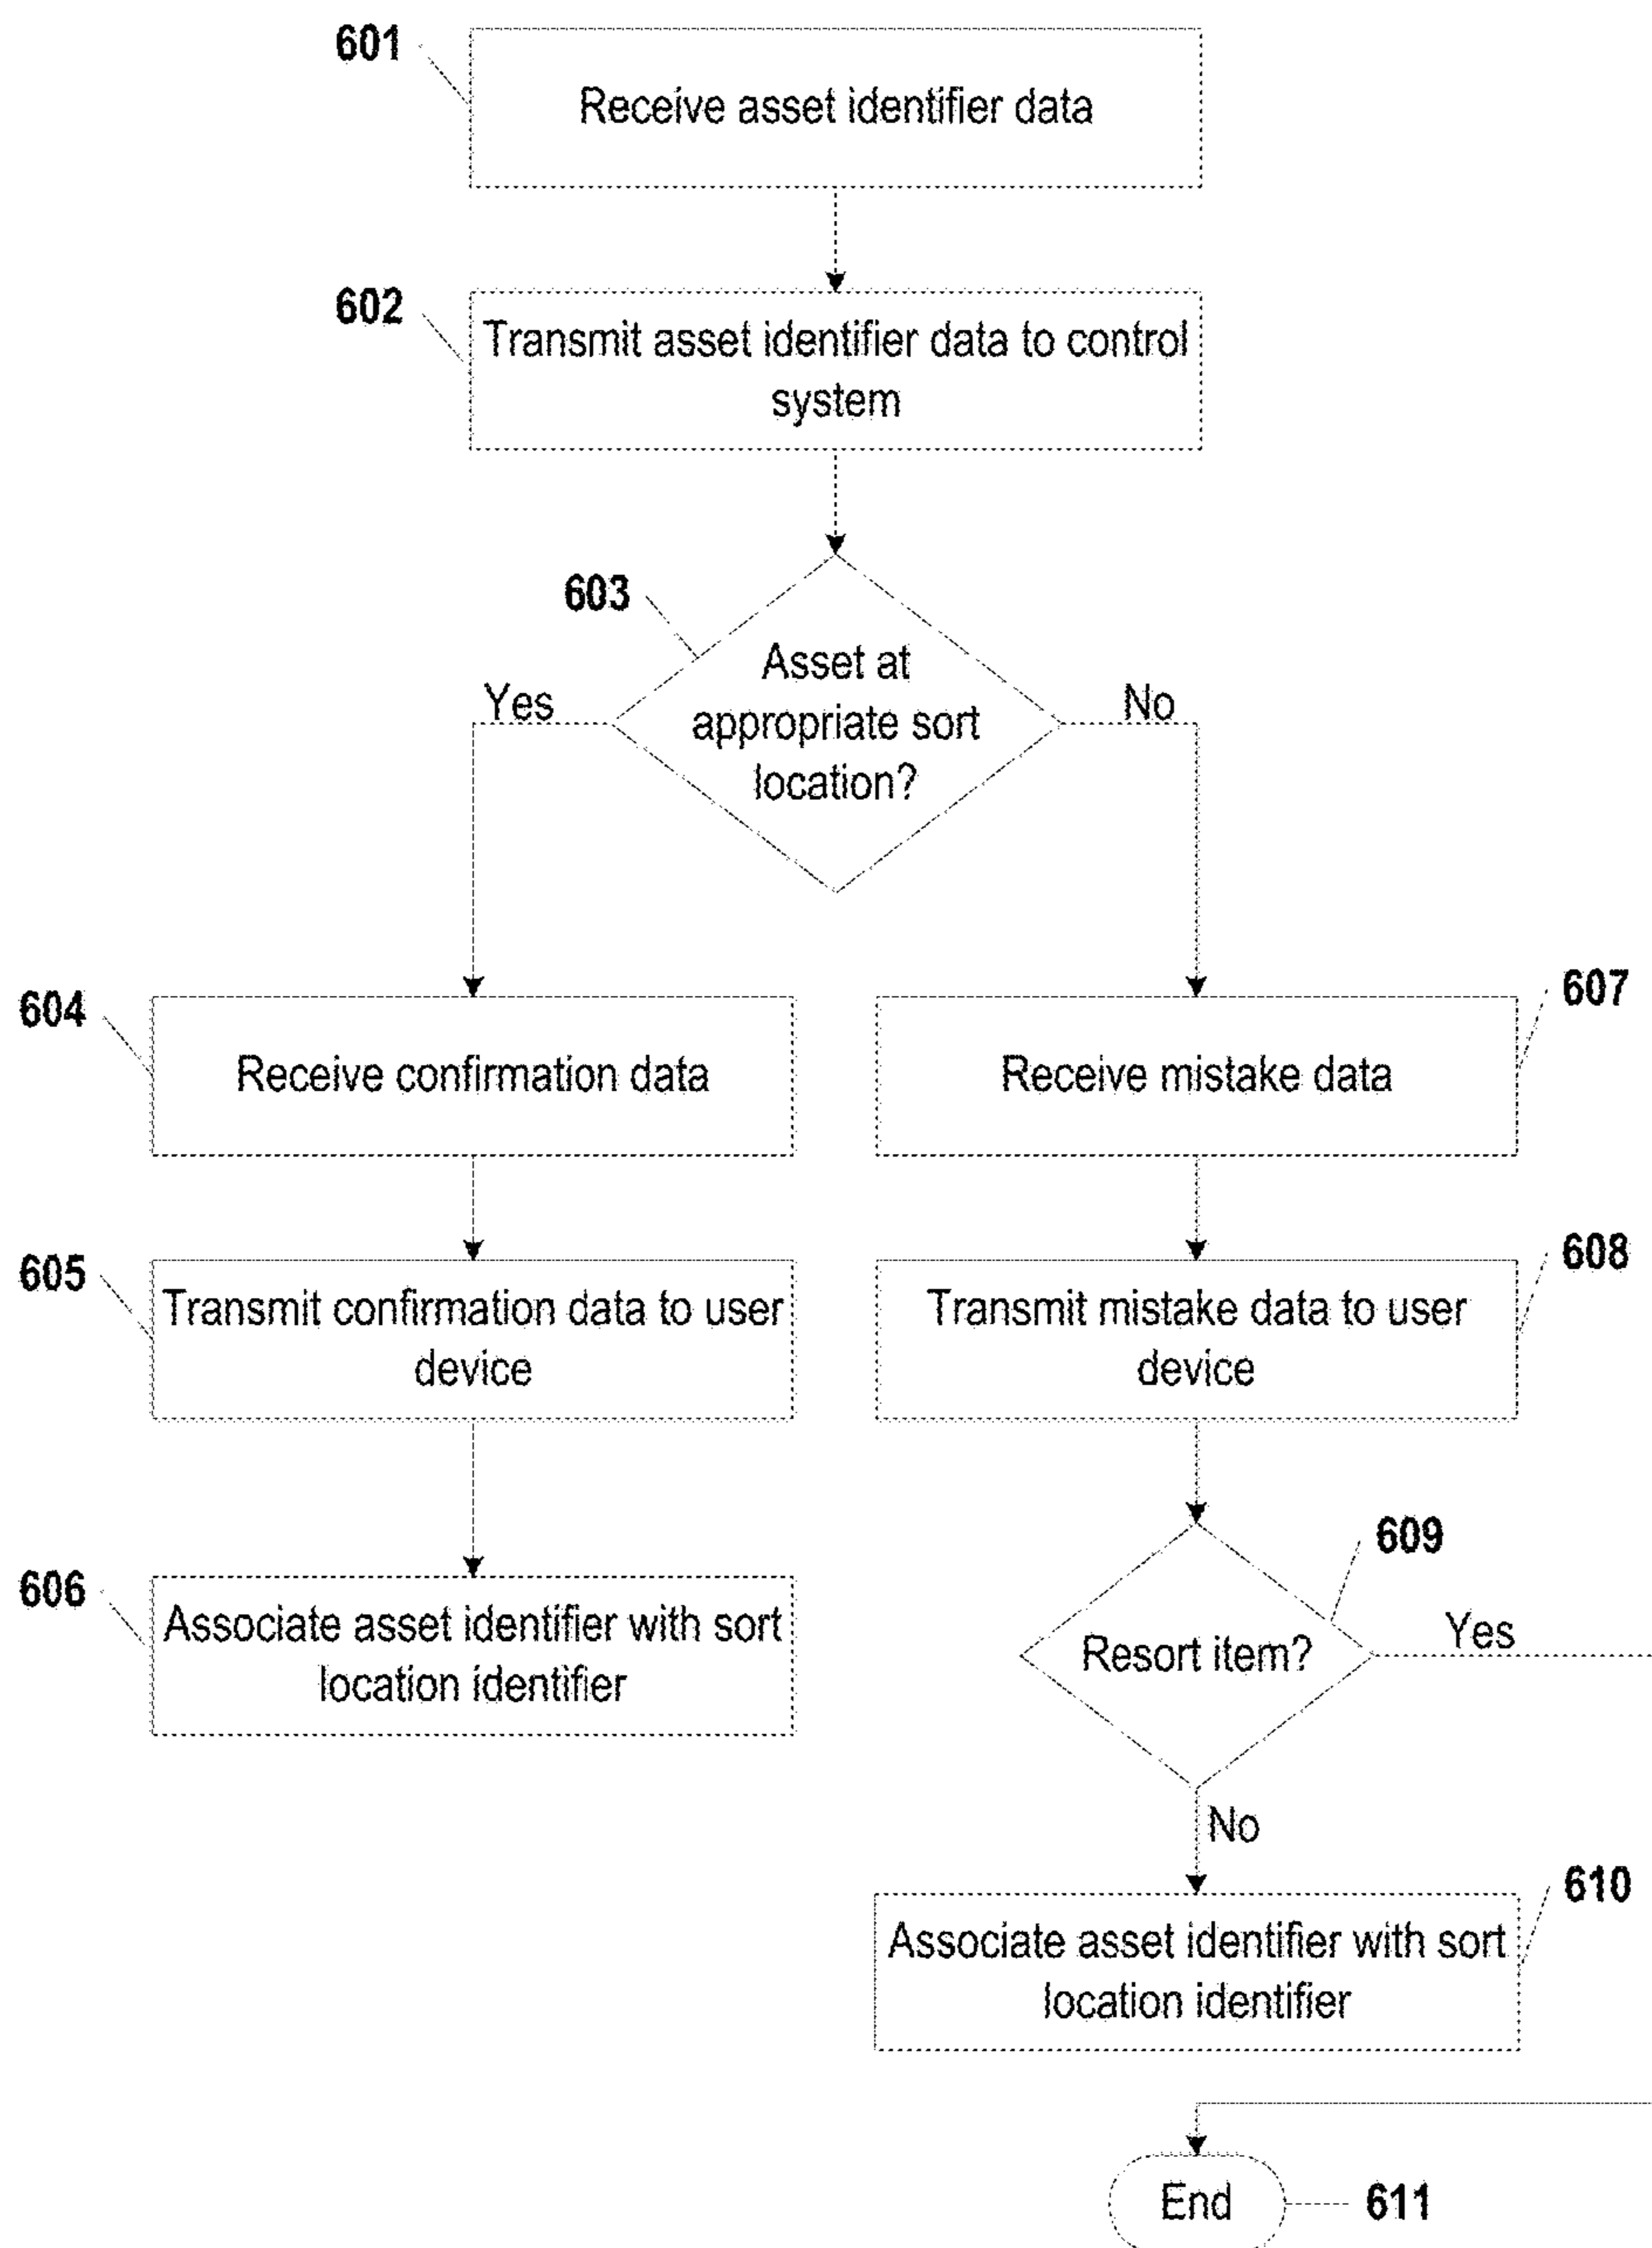 601
Receive asset identifier data
602
Transmit asset identifier data to control
system
603
Asset at
appropriate sort
location?
Yes
No
604
Receive confirmation data
607
Receive mistake data
605
Transmit confirmation data to user
device
608
Transmit mistake data to user
device
606
Associate asset identifier with sort
location identifier
609
Resort item?
Yes
No
610
Associate asset identifier with sort
location identifier
End
611